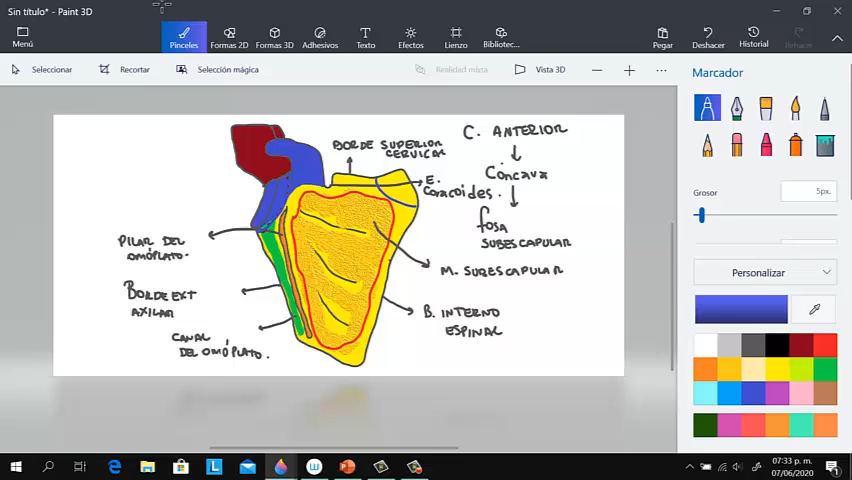 Sin título* - Paint 3D
Menú
Pinceles
Formas 2D
Formas 3D
Adhesivos
Texto
Efectos
Lienzo
Bibliotec...
Pegar
Deshacer
Historial
Rehacer
Seleccionar
Recortar
Selección mágica
Realidad mixta
Vista 3D
Marcador
Grosor
5px.
Personalizar
BORDE SUPERIOR
CERVICAL
C. ANTERIOR
CÓNCAVA
E.
CORACOIDES.
FOSA
SUBESCAPULAR
PILAR DEL
OMÓPLATO.
M. SUBESCAPULAR
BORDE EXT
AXILAR
B. INTERNO
ESPINAL
CANAL
DEL OMÓPLATO.
07:33 p. m.
07/06/2020